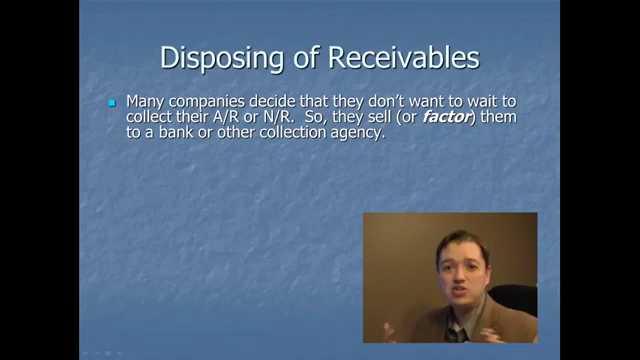 Disposing of Receivables
Many companies decide that they don't want to wait to
collect their A/R or N/R. So, they sell (or factor) them
to a bank or other collection agency.